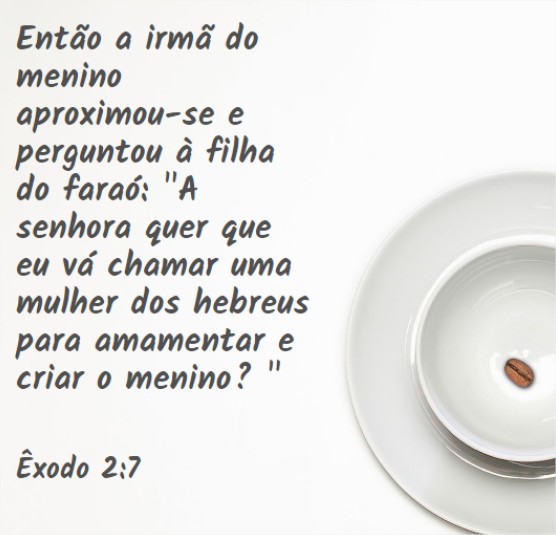 Então a irmã do
menino
aproximou-se e
perguntou à filha
do faraó: "A
senhora quer que
eu vá chamar uma
mulher dos hebreus
para amamentar e
criar o menino? "
Êxodo 2:7